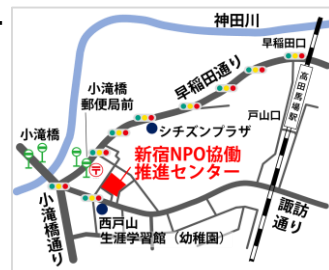 神田川
早稲田口
早稲田通り
高田馬場駅
戸山口
小滝橋
郵便局前
小滝橋
シチズンプラザ
新宿NPO協働
推進センター
〒
諏訪通り
小滝橋通り
西戸山
生涯学習館（幼稚園）